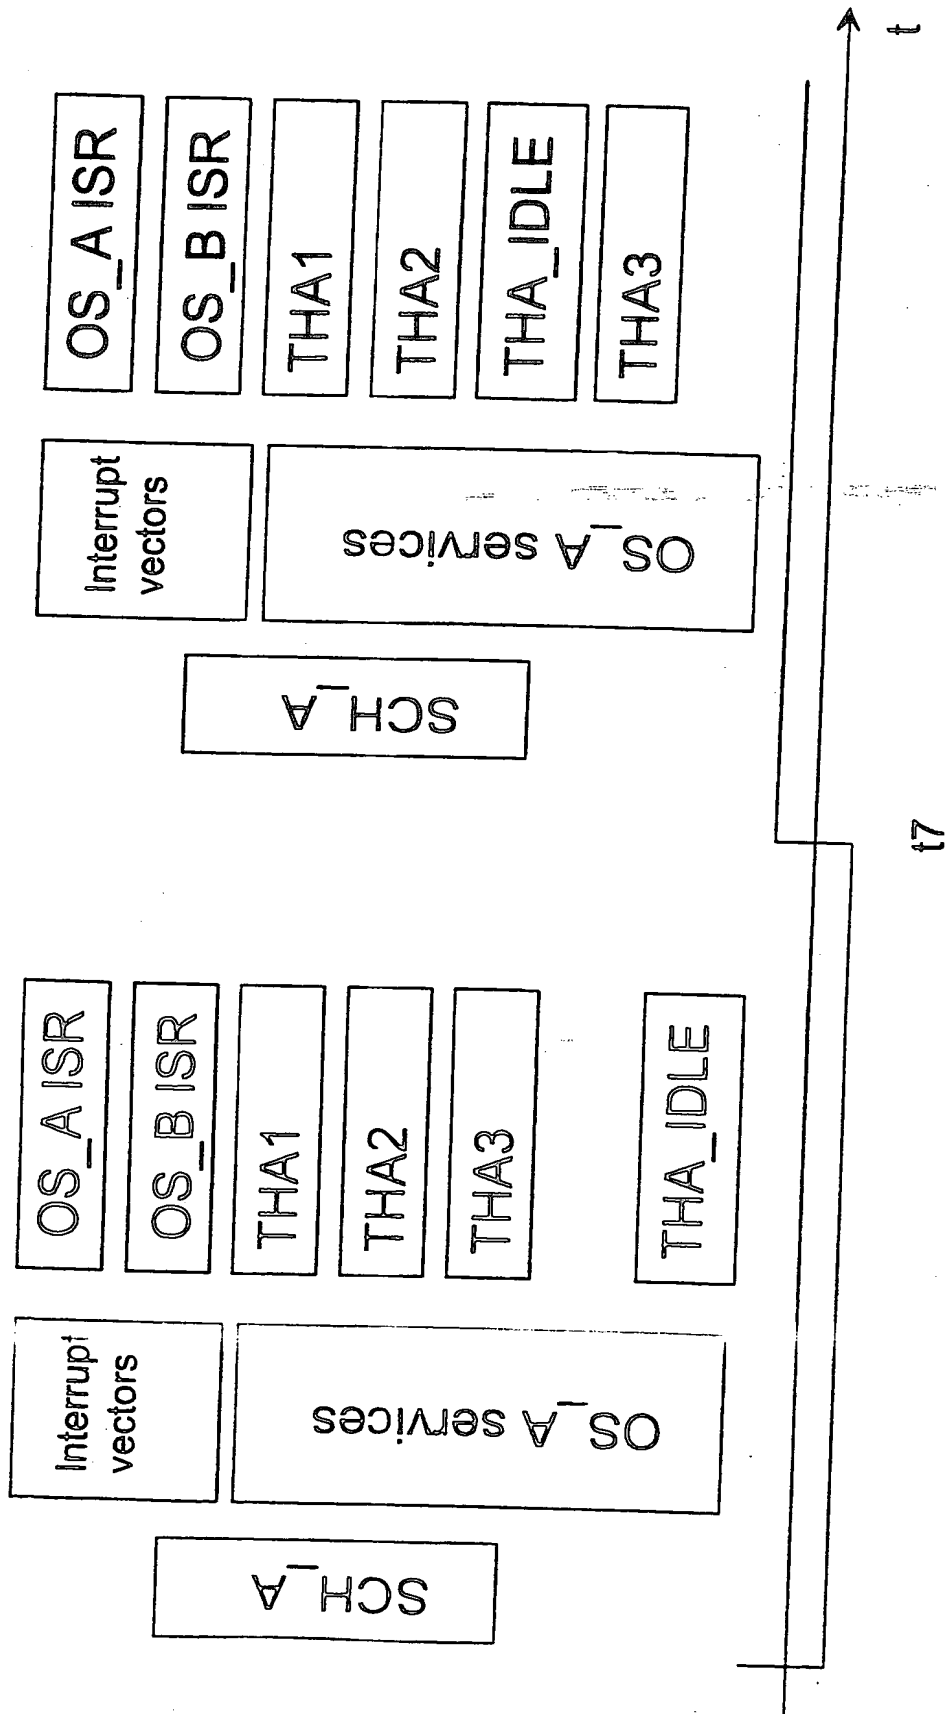 OS_A ISR
OS_B ISR
THA1
THA2
THA3
THA_IDLE
Interrupt
vectors
OS_A services
SCH_A
OS_A ISR
OS_B ISR
THA1
THA2
THA_IDLE
THA3
Interrupt
vectors
OS_A services
SCH_A
t7
t